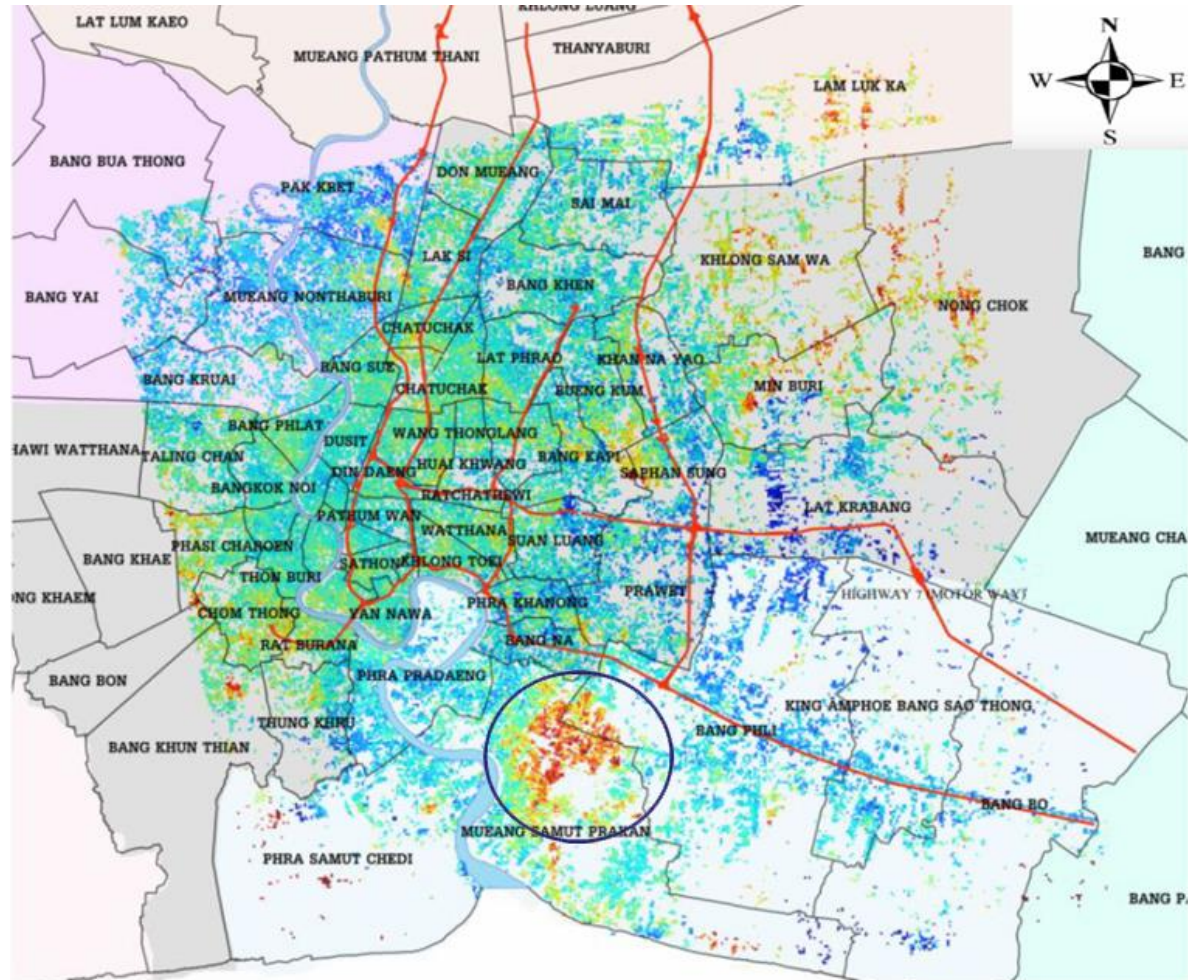 LAT LUM KAEO
KHLONG LUANG
MUEANG PATHUM THANI
THANYABURI
N
W
E
S
LAM LUK KA
BANG BUA THONG
PAK KRET
DON MUEANG
SAI MAI
LAK SI
KHLONG SAM WA
BANG
BANG YAI
MUEANG NONTHABURI
BANG KHEN
NONG CHOK
CHATUCHAK
BANG SUE
LAT PHRAO
KHAN NA YAO
BANG KRUAI
CHATUCHAK
BUENG KUM
MIN BURI
BANG PHLAT
DUSIT
WANG THONGLANG
HAWI WATTHANA
TALING CHAN
DIN DAENG
HUAI KHWANG
BANG KAPI
SAPHAN SUNG
BANGKOK NOI
RATCHATHEWI
LAT KRABANG
PATHUM WAN
WATTHANA
SUAN LUANG
MUEANG CHA
BANG KHAE
PHASI CHAROEN
SATHON
KHLONG TOEI
ONG KHAEM
THON BURI
PRAWET
HIGHWAY 7 (MOTOR WAY)
CHOM THONG
YAN NAWA
PHRA KHANONG
RAT BURANA
BANG NA
BANG BON
PHRA PRADAENG
KING AMPHOE BANG SAO THONG
THUNG KHRU
BANG PHLI
BANG KHUN THIAN
BANG BO
MUEANG SAMUT PRAKAN
PHRA SAMUT CHEDI
BANG PA